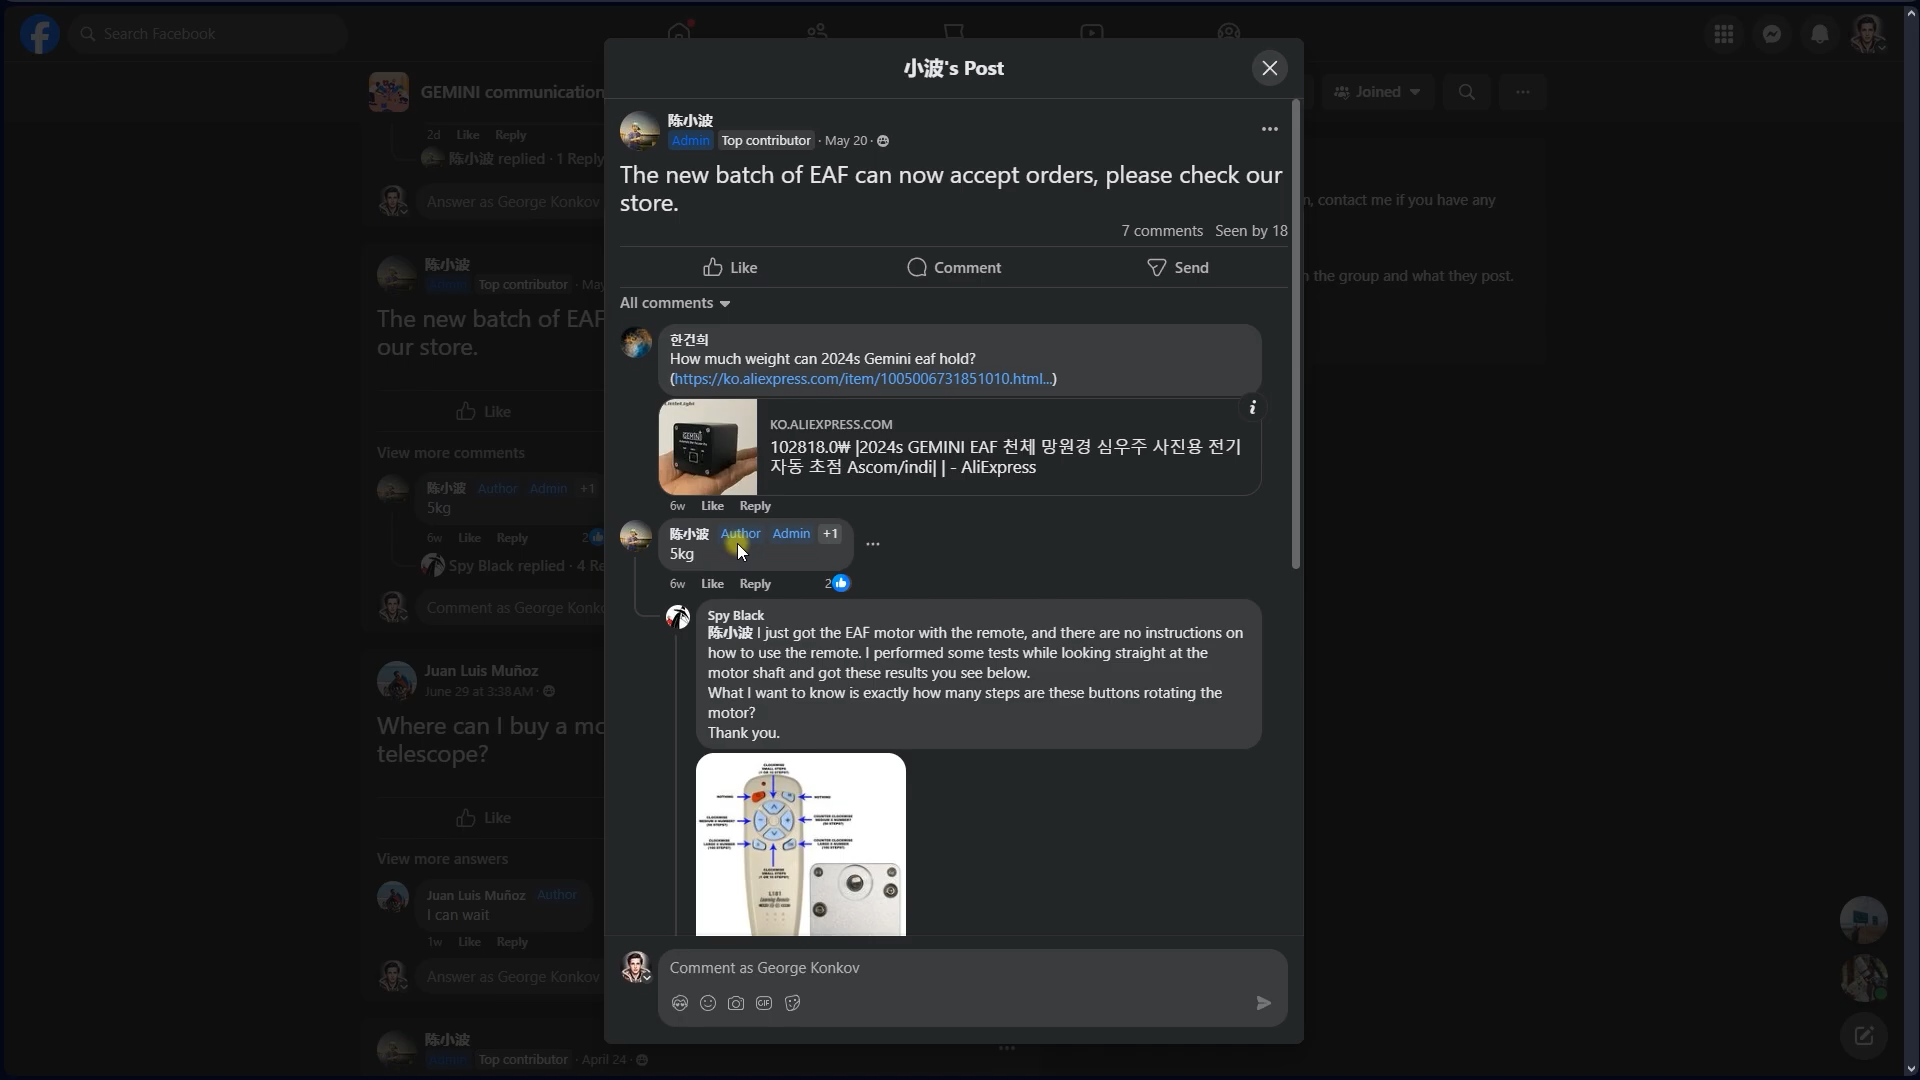 Search Facebook
小波's Post
GEMINI communication
Joined
2d Like Reply
陈小波 replied · 1 Reply
Answer as George Konkov
陈小波
Admin Top contributor · May
The new batch of EAF
our store.
Like
View more comments
陈小波 Author Admin +1
5kg
6w Like Reply 2
Spy Black replied · 4 Re
Comment as George Konk
Juan Luis Muñoz
June 29 at 3:38 AM ·
Where can I buy a mo
telescope?
Like
View more answers
Juan Luis Muñoz Author
I can wait
1w Like Reply
Answer as George Konkov
陈小波
Admin Top contributor · April 24 ·
陈小波
Admin Top contributor · May 20 ·
The new batch of EAF can now accept orders, please check our
store.
7 comments Seen by 18
Like Comment Send
All comments
한건희
How much weight can 2024s Gemini eaf hold?
(https://ko.aliexpress.com/item/1005006731851010.html...)
GEMINI
KO.ALIEXPRESS.COM
102818.0₩ |2024s GEMINI EAF 천체 망원경 심우주 사진용 전기
자동 초점 Ascom/indi| | - AliExpress
6w Like Reply
陈小波 Author Admin +1
5kg
6w Like Reply 2
Spy Black
陈小波 I just got the EAF motor with the remote, and there are no instructions on
how to use the remote. I performed some tests while looking straight at the
motor shaft and got these results you see below.
What I want to know is exactly how many steps are these buttons rotating the
motor?
Thank you.
CLOCKWISE
SMALL STEPS
NOTHING
NOTHING
L181
Comment as George Konkov
GIF
n, contact me if you have any
n the group and what they post.